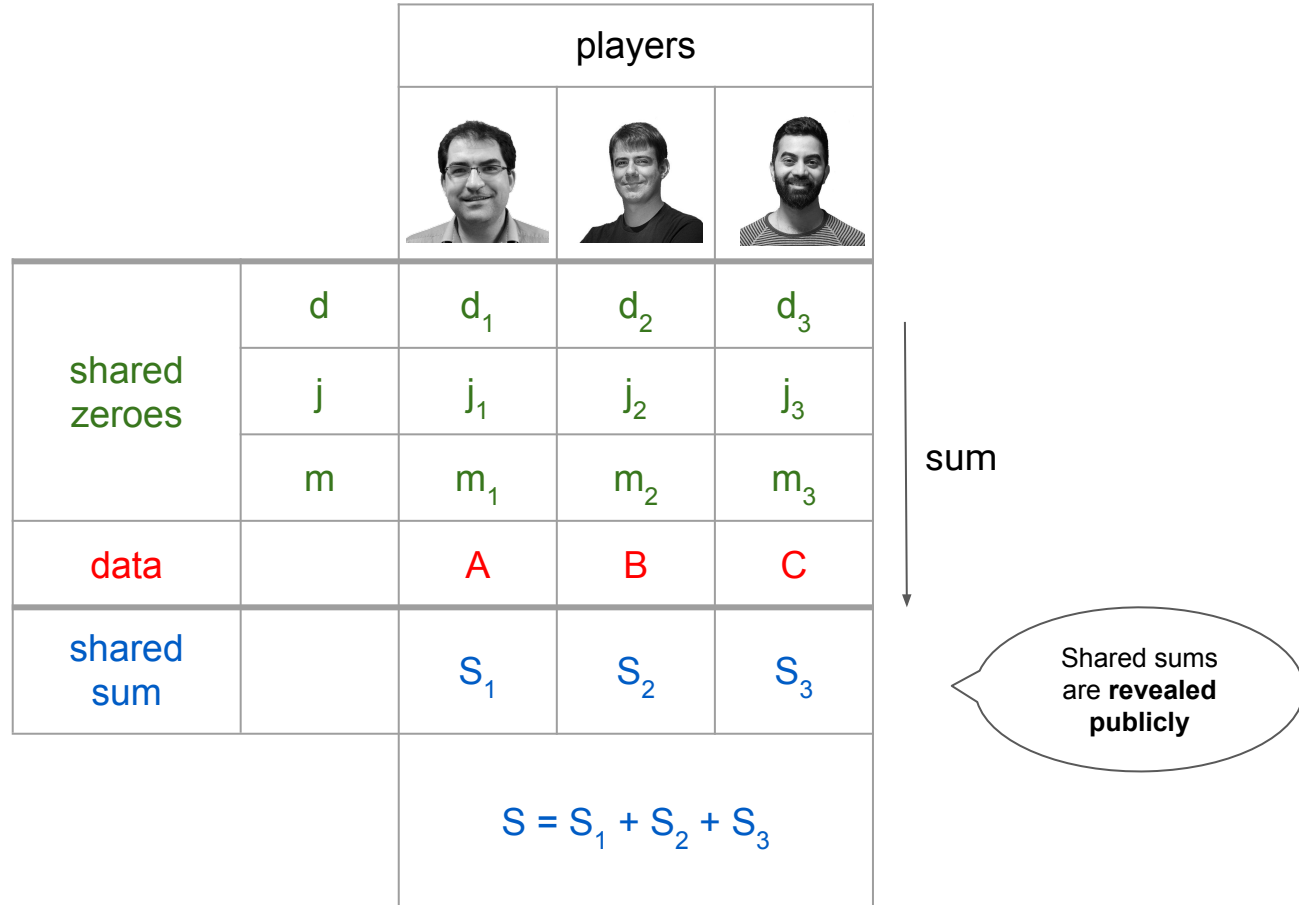 players
d d₁ d₂ d₃
shared
zeroes
j j₁ j₂ j₃
m m₁ m₂ m₃
sum
data A B C
shared
sum
S₁ S₂ S₃
Shared sums
are revealed
publicly
S = S₁ + S₂ + S₃